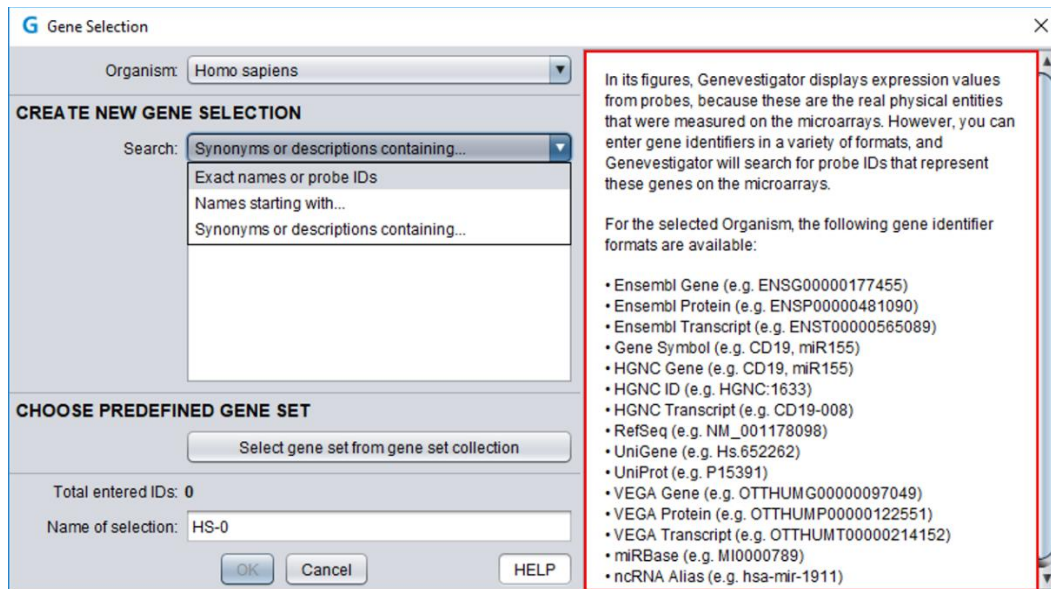 G Gene Selection
Organism: Homo sapiens
CREATE NEW GENE SELECTION
Search: Synonyms or descriptions containing...
Exact names or probe IDs
Names starting with...
Synonyms or descriptions containing...
CHOOSE PREDEFINED GENE SET
Select gene set from gene set collection
Total entered IDs: 0
Name of selection: HS-0
OK Cancel HELP
In its figures, Genevestigator displays expression values
from probes, because these are the real physical entities
that were measured on the microarrays. However, you can
enter gene identifiers in a variety of formats, and
Genevestigator will search for probe IDs that represent
these genes on the microarrays.
For the selected Organism, the following gene identifier
formats are available:
• Ensembl Gene (e.g. ENSG00000177455)
• Ensembl Protein (e.g. ENSP00000481090)
• Ensembl Transcript (e.g. ENST00000565089)
• Gene Symbol (e.g. CD19, miR155)
• HGNC Gene (e.g. CD19, miR155)
• HGNC ID (e.g. HGNC:1633)
• HGNC Transcript (e.g. CD19-008)
• RefSeq (e.g. NM_001178098)
• UniGene (e.g. Hs.652262)
• UniProt (e.g. P15391)
• VEGA Gene (e.g. OTTHUMG00000097049)
• VEGA Protein (e.g. OTTHUMP00000122551)
• VEGA Transcript (e.g. OTTHUMT00000214152)
• miRBase (e.g. MI0000789)
• ncRNA Alias (e.g. hsa-mir-1911)